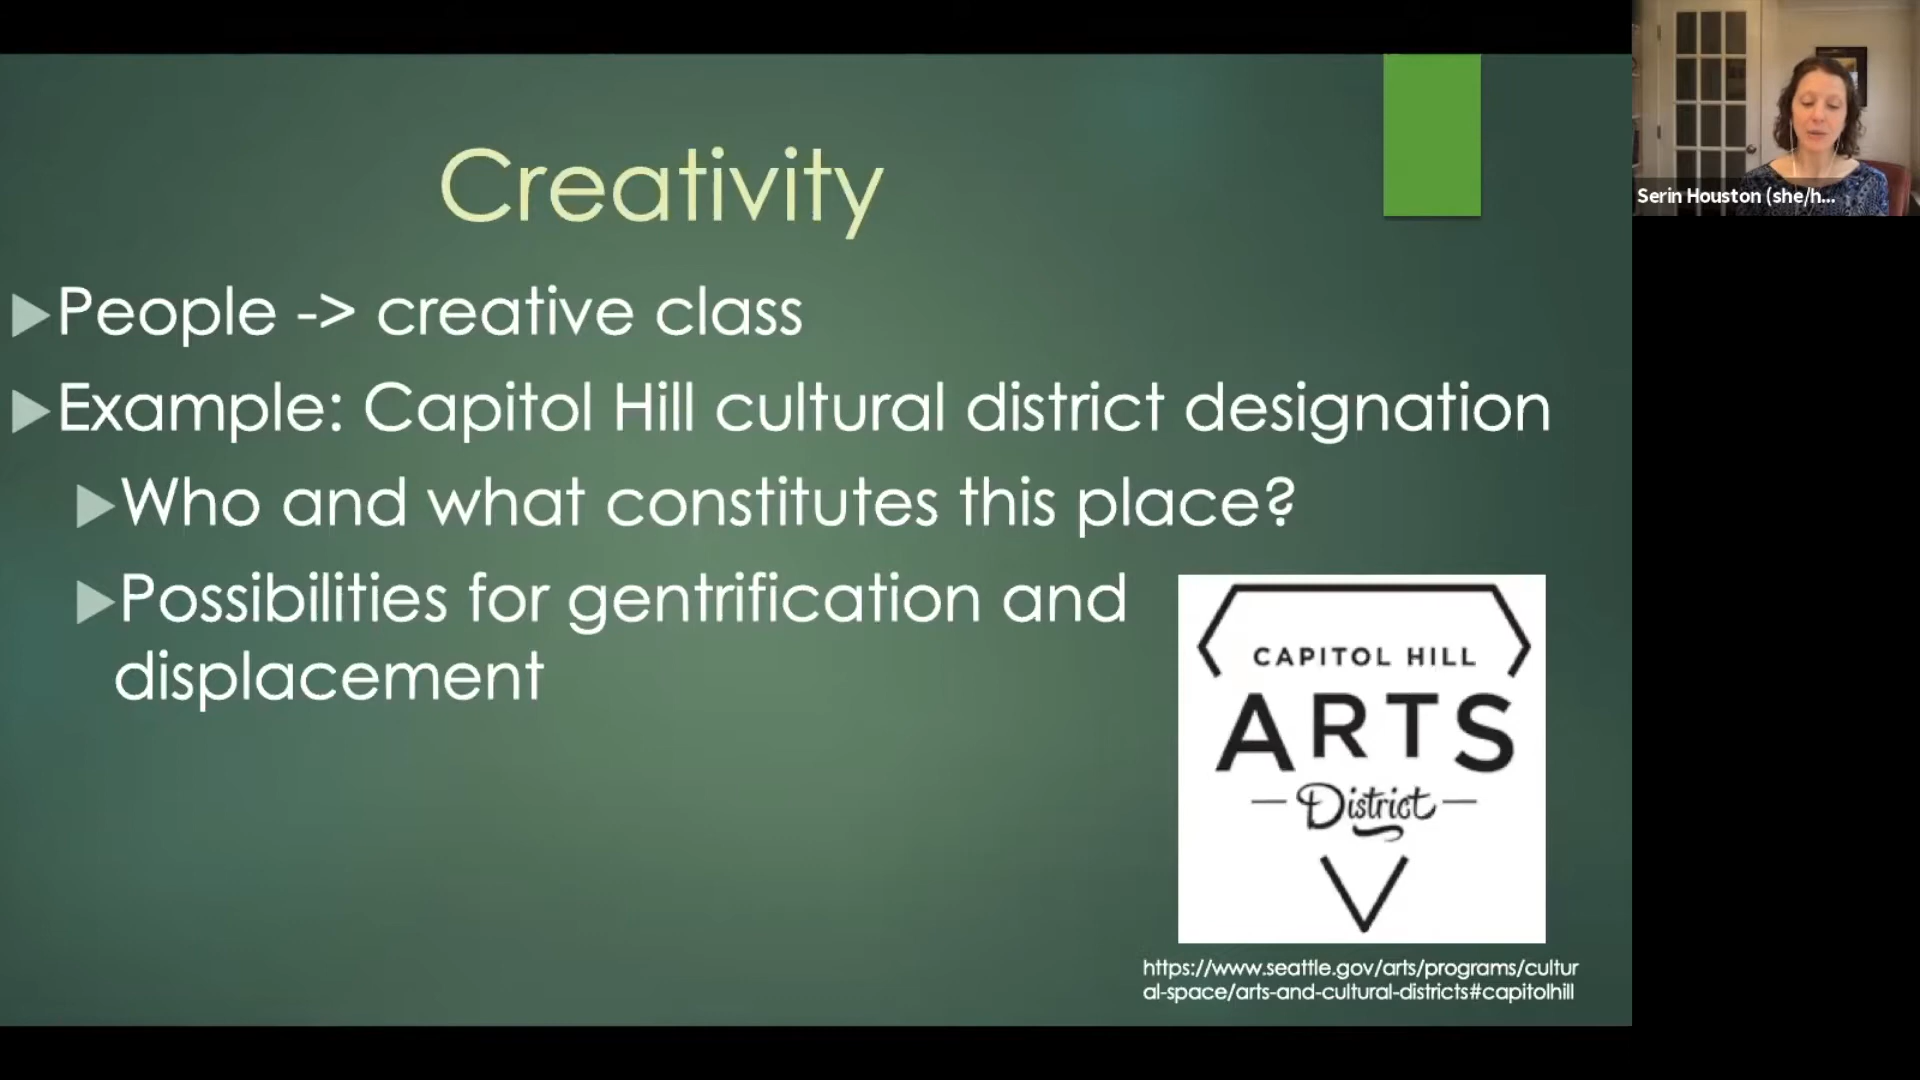 Creativity
People -> creative class
Example: Capitol Hill cultural district designation
Who and what constitutes this place?
Possibilities for gentrification and
displacement
CAPITOL HILL
ARTS
District
https://www.seattle.gov/arts/programs/cultur
al-space/arts-and-cultural-districts#capitolhill
Serin Houston (she/h...